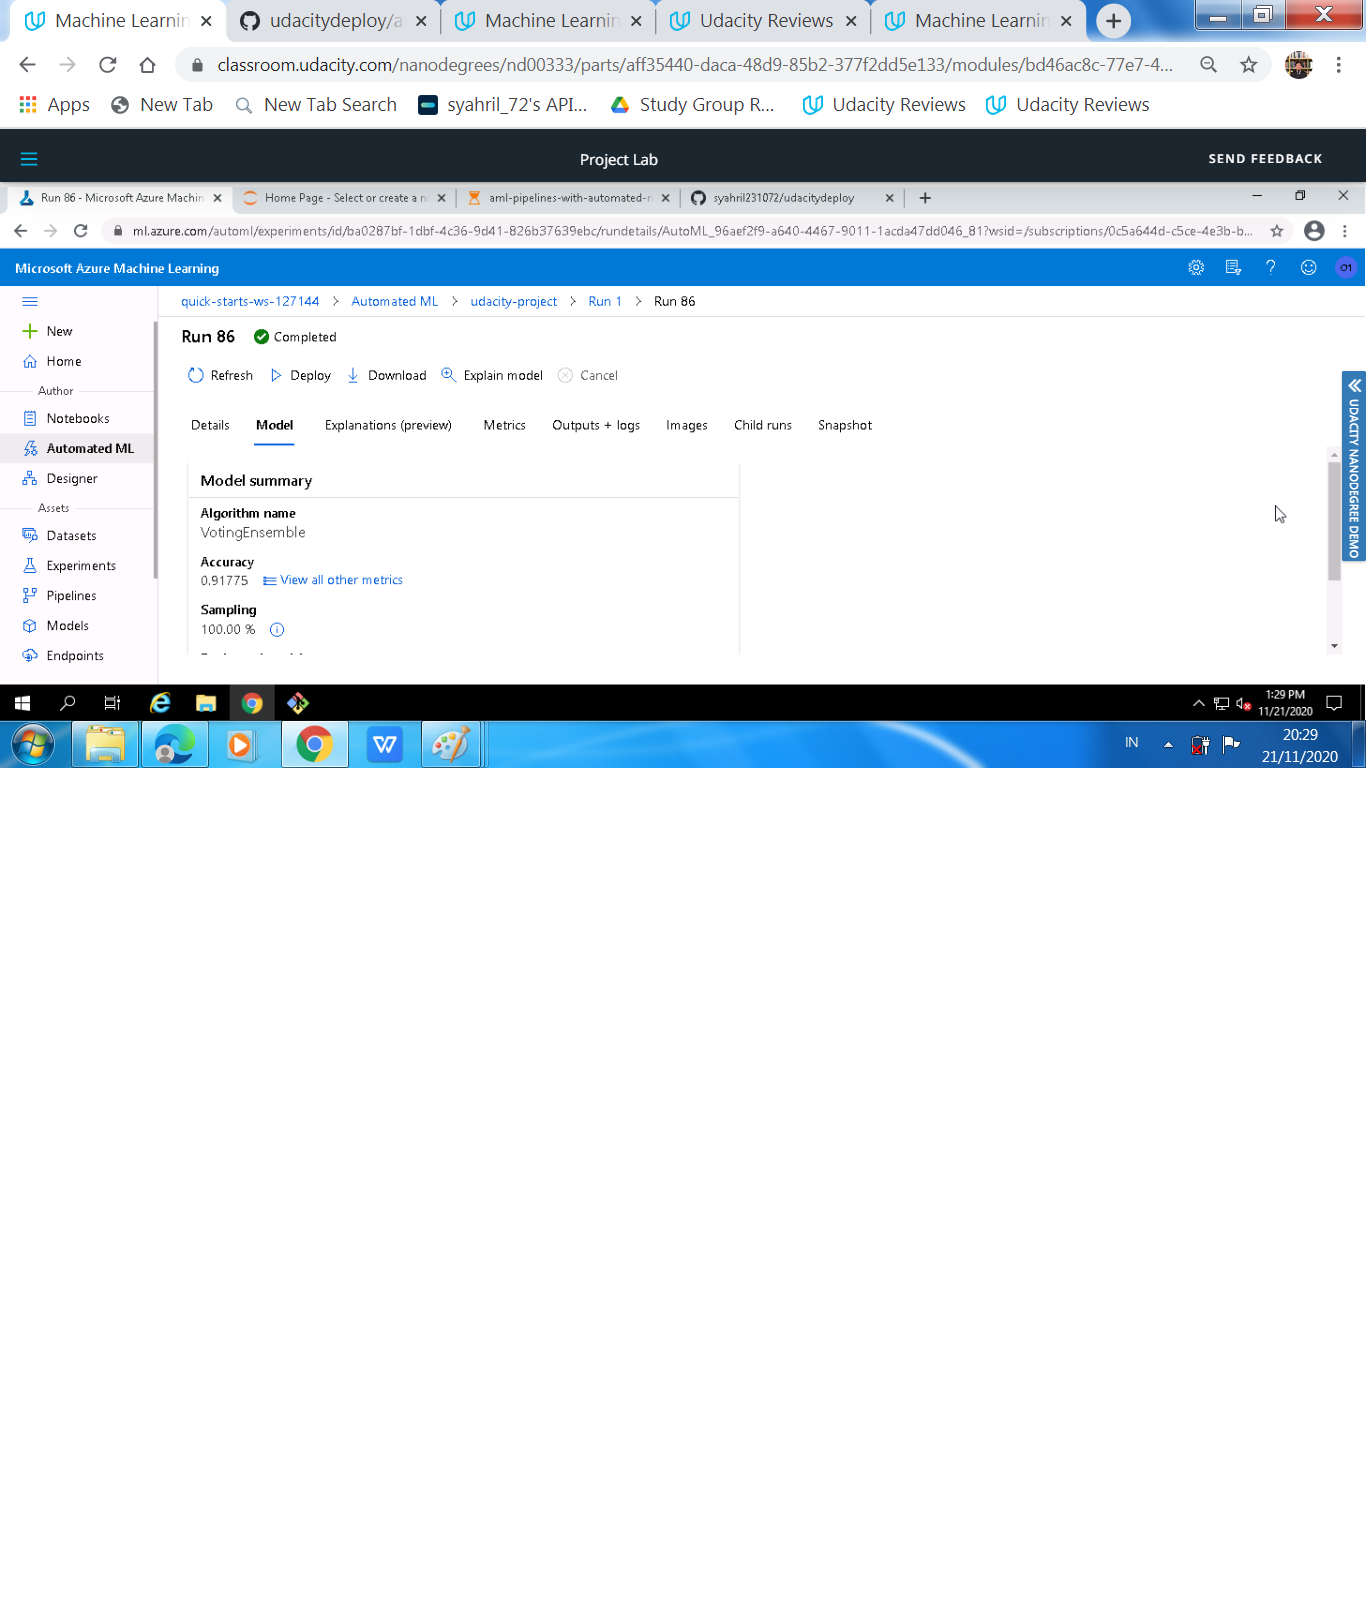 Machine Learnin
udacitydeploy/a
Machine Learnin
Udacity Reviews
Machine Learnin
classroom.udacity.com/nanodegrees/nd00333/parts/aff35440-daca-48d9-85b2-377f2dd5e133/modules/bd46ac8c-77e7-4...
Apps
New Tab
New Tab Search
syahril_72's API...
Study Group R...
Udacity Reviews
Udacity Reviews
Project Lab
SEND FEEDBACK
Run 86 - Microsoft Azure Machin
Home Page - Select or create a n
aml-pipelines-with-automated-
syahril231072/udacitydeploy
ml.azure.com/automl/experiments/id/ba0287bf-1dbf-4c36-9d41-826b37639ebc/rundetails/AutoML_96aef2f9-a640-4467-9011-1acda47dd046_81?wsid=/subscriptions/0c5a644d-c5ce-4e3b-b...
Microsoft Azure Machine Learning
01
quick-starts-ws-127144 > Automated ML > udacity-project > Run 1 > Run 86
New
Home
Author
Notebooks
Automated ML
Designer
Assets
Datasets
Experiments
Pipelines
Models
Endpoints
Run 86
Completed
Refresh
Deploy
Download
Explain model
Cancel
Details
Model
Explanations (preview)
Metrics
Outputs + logs
Images
Child runs
Snapshot
Model summary
Algorithm name
VotingEnsemble
Accuracy
0.91775
View all other metrics
Sampling
100.00 %
UDACITY NANODEGREE DEMO
1:29 PM
11/21/2020
IN
20:29
21/11/2020